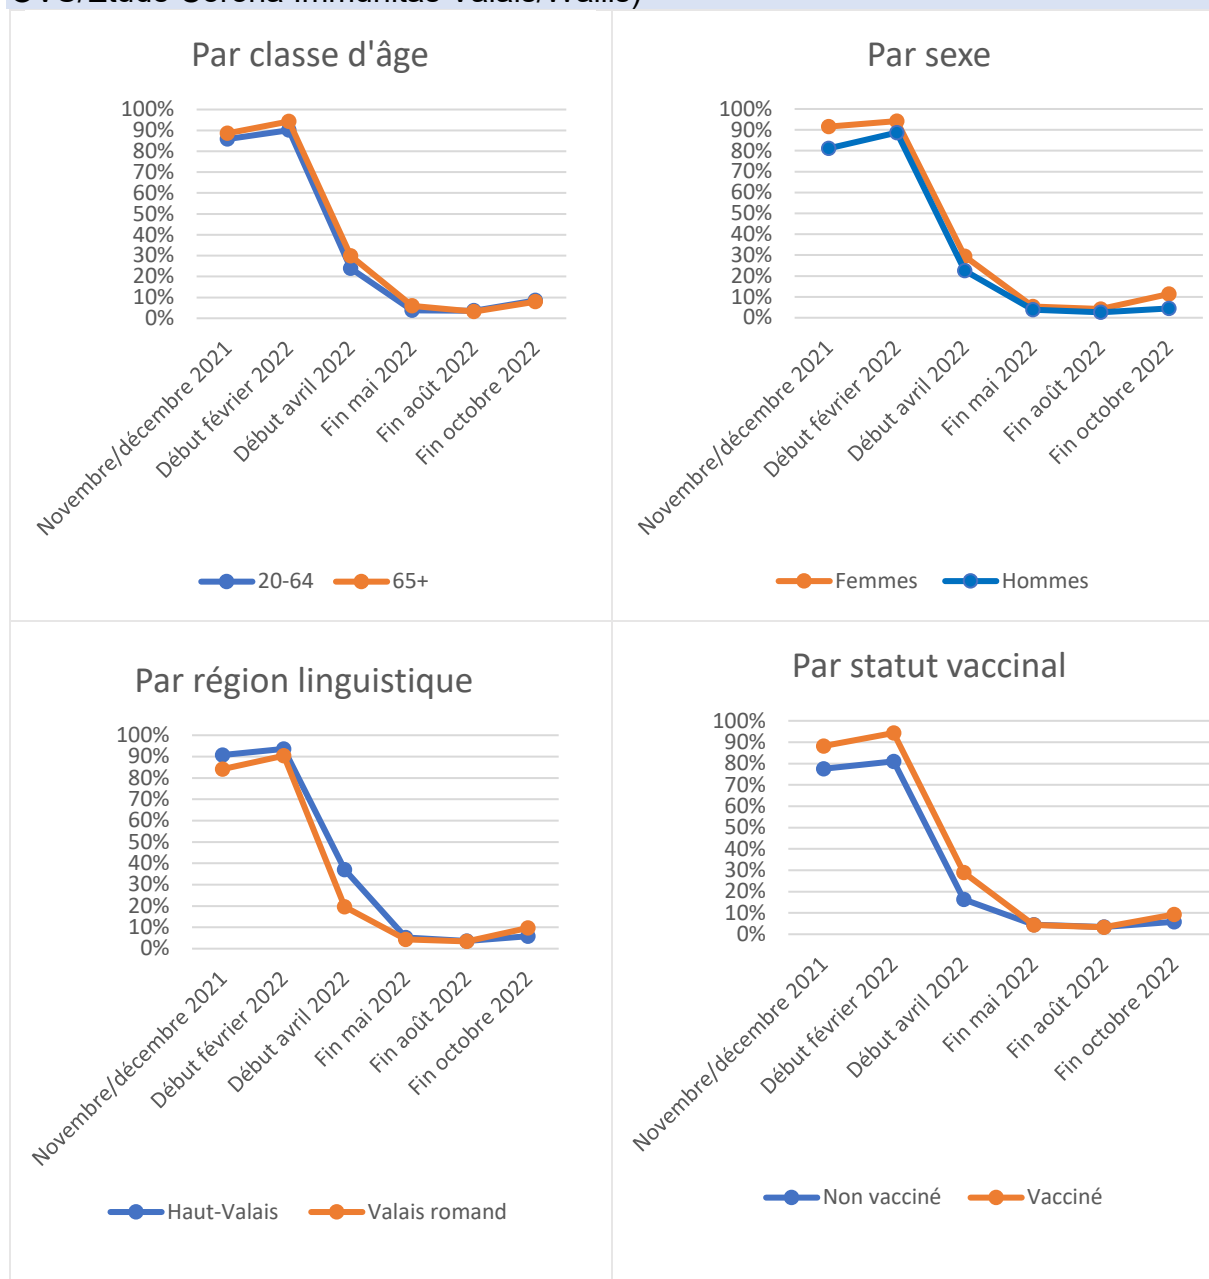 OVS/Etude Corona Immunitas Valais/Wallis)
Par classe d'âge
100%
90%
80%
70%
60%
50%
40%
30%
20%
10%
0%
Novembre/décembre 2021
Début février 2022
Début avril 2022
Fin mai 2022
Fin août 2022
Fin octobre 2022
20-64 65+
Par sexe
100%
90%
80%
70%
60%
50%
40%
30%
20%
10%
0%
Novembre/décembre 2021
Début février 2022
Début avril 2022
Fin mai 2022
Fin août 2022
Fin octobre 2022
Femmes Hommes
Par région linguistique
100%
90%
80%
70%
60%
50%
40%
30%
20%
10%
0%
Novembre/décembre 2021
Début février 2022
Début avril 2022
Fin mai 2022
Fin août 2022
Fin octobre 2022
Haut-Valais Valais romand
Par statut vaccinal
100%
90%
80%
70%
60%
50%
40%
30%
20%
10%
0%
Novembre/décembre 2021
Début février 2022
Début avril 2022
Fin mai 2022
Fin août 2022
Fin octobre 2022
Non vacciné Vacciné